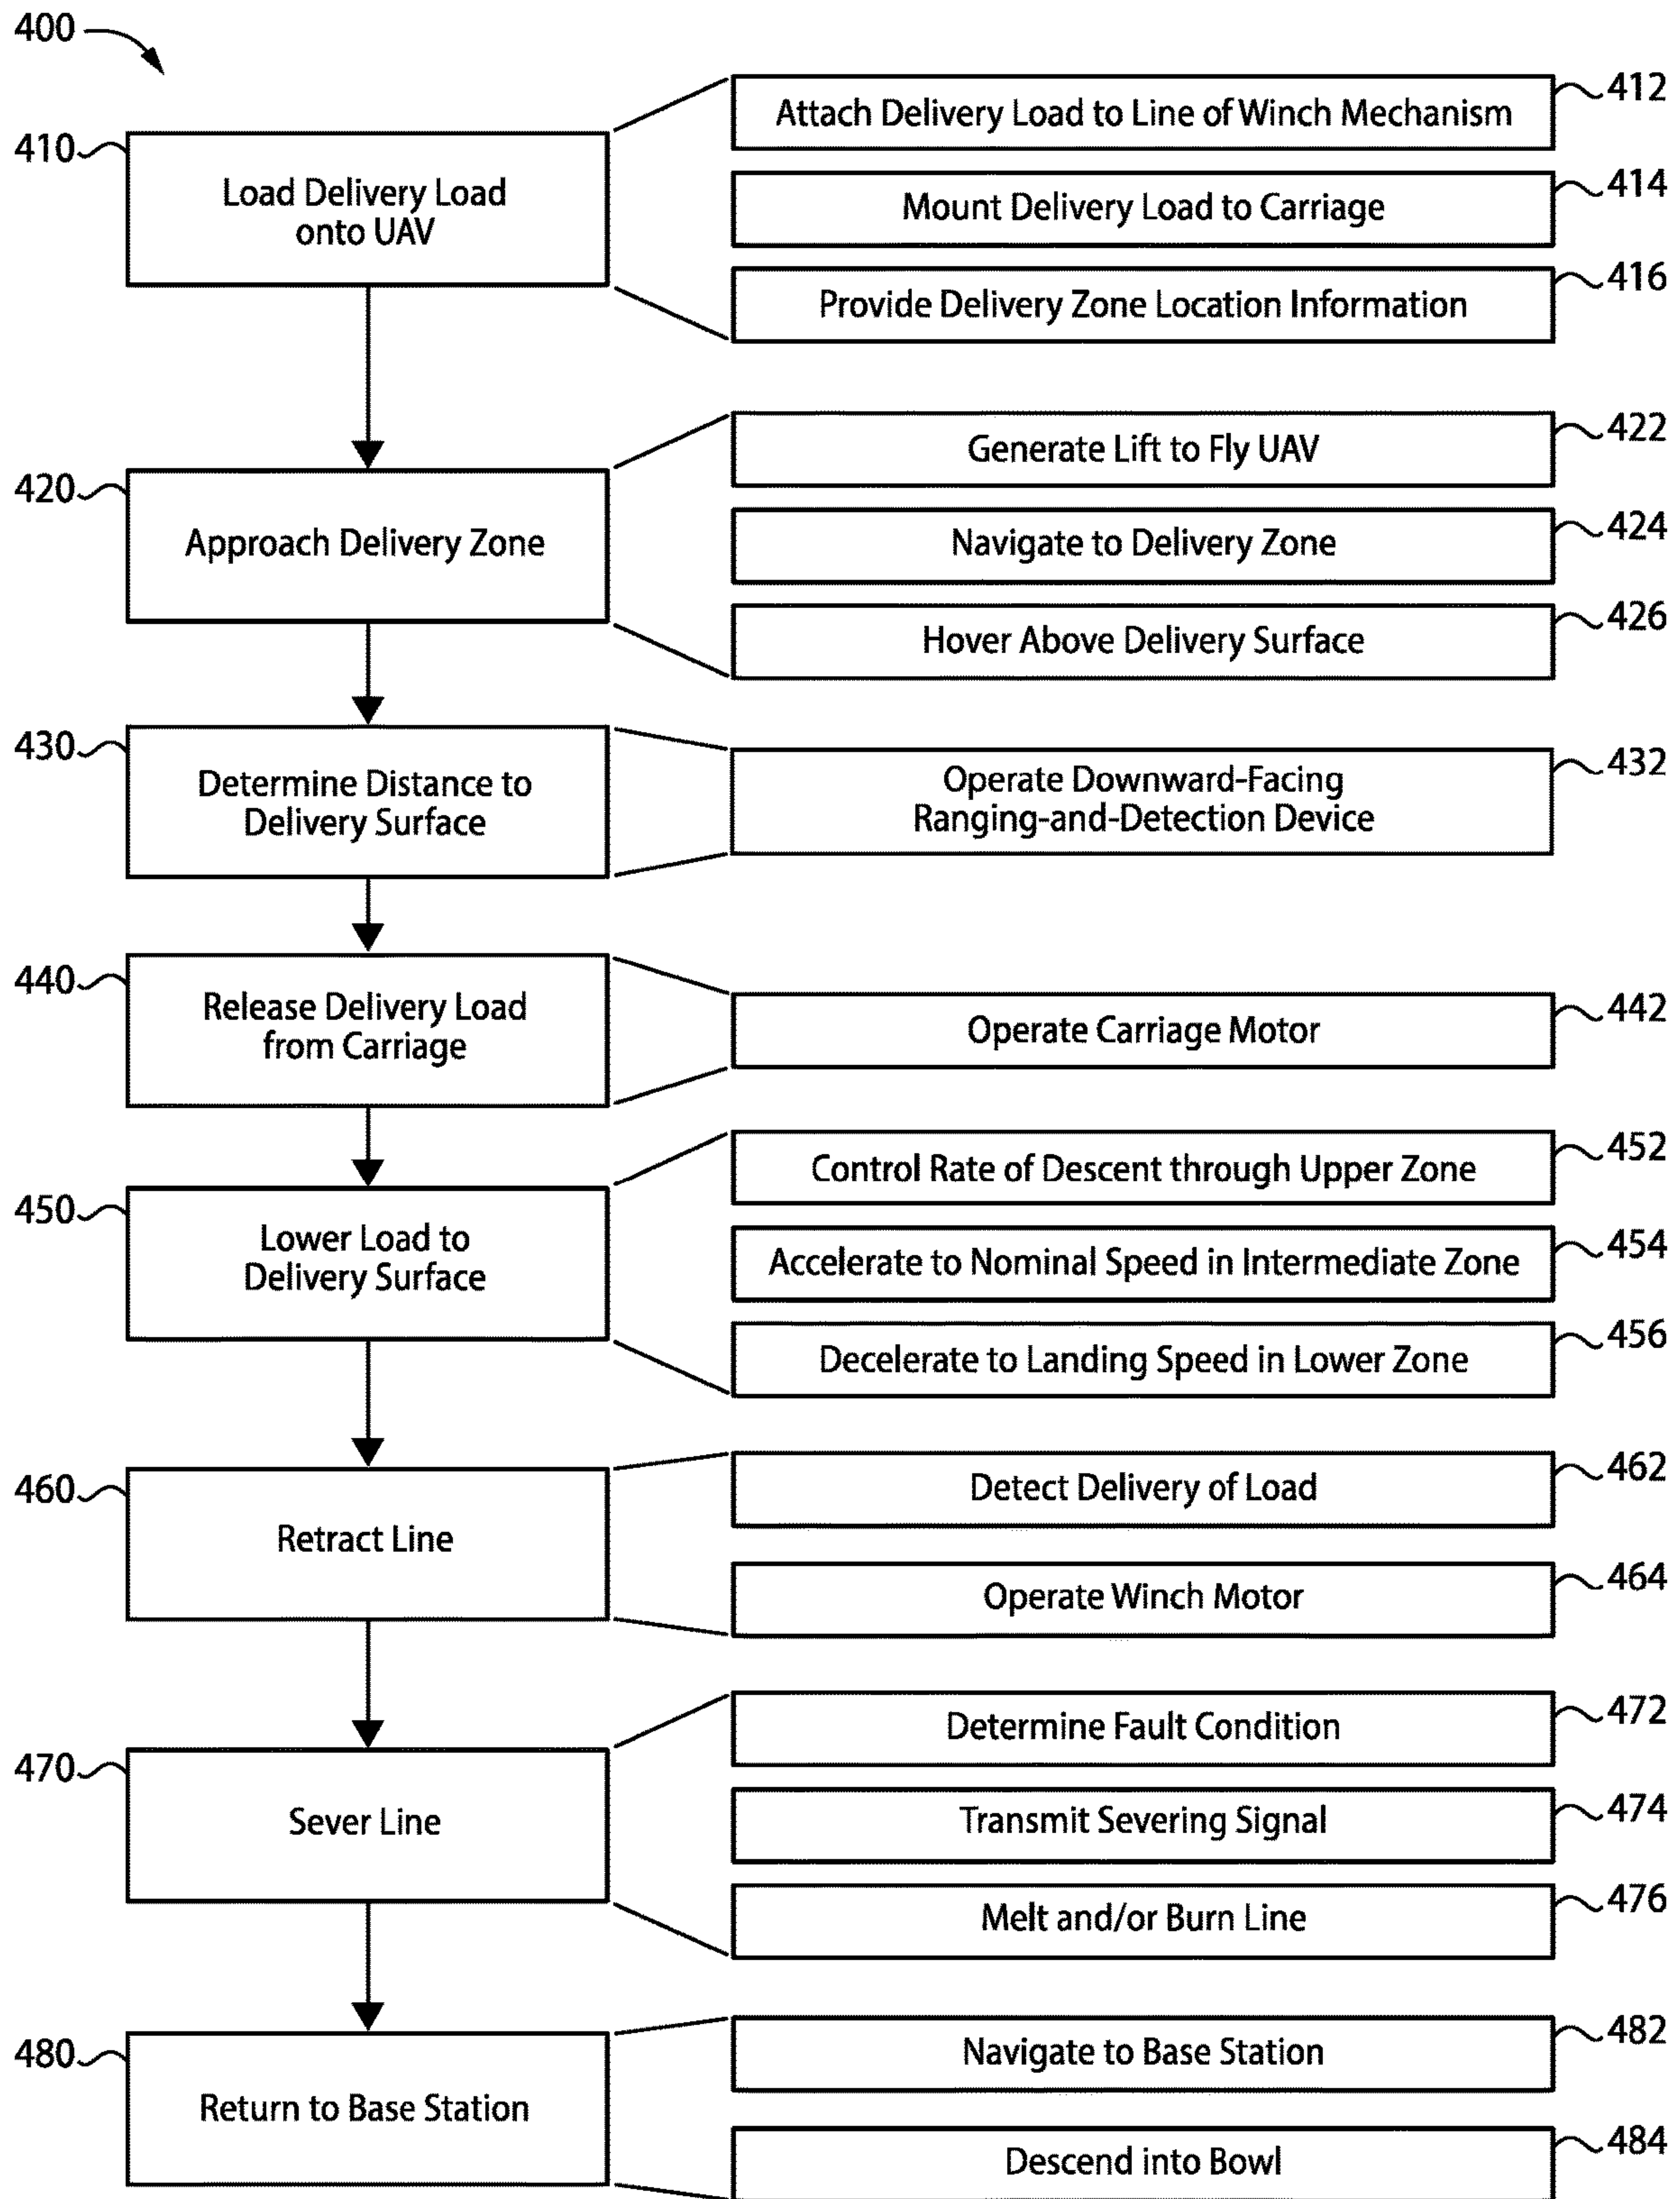 400
410
Load Delivery Load
onto UAV
Attach Delivery Load to Line of Winch Mechanism
412
Mount Delivery Load to Carriage
414
Provide Delivery Zone Location Information
416
420
Approach Delivery Zone
Generate Lift to Fly UAV
422
Navigate to Delivery Zone
424
Hover Above Delivery Surface
426
430
Determine Distance to
Delivery Surface
Operate Downward-Facing
Ranging-and-Detection Device
432
440
Release Delivery Load
from Carriage
Operate Carriage Motor
442
450
Lower Load to
Delivery Surface
Control Rate of Descent through Upper Zone
452
Accelerate to Nominal Speed in Intermediate Zone
454
Decelerate to Landing Speed in Lower Zone
456
460
Retract Line
Detect Delivery of Load
462
Operate Winch Motor
464
470
Sever Line
Determine Fault Condition
472
Transmit Severing Signal
474
Melt and/or Burn Line
476
480
Return to Base Station
Navigate to Base Station
482
Descend into Bowl
484